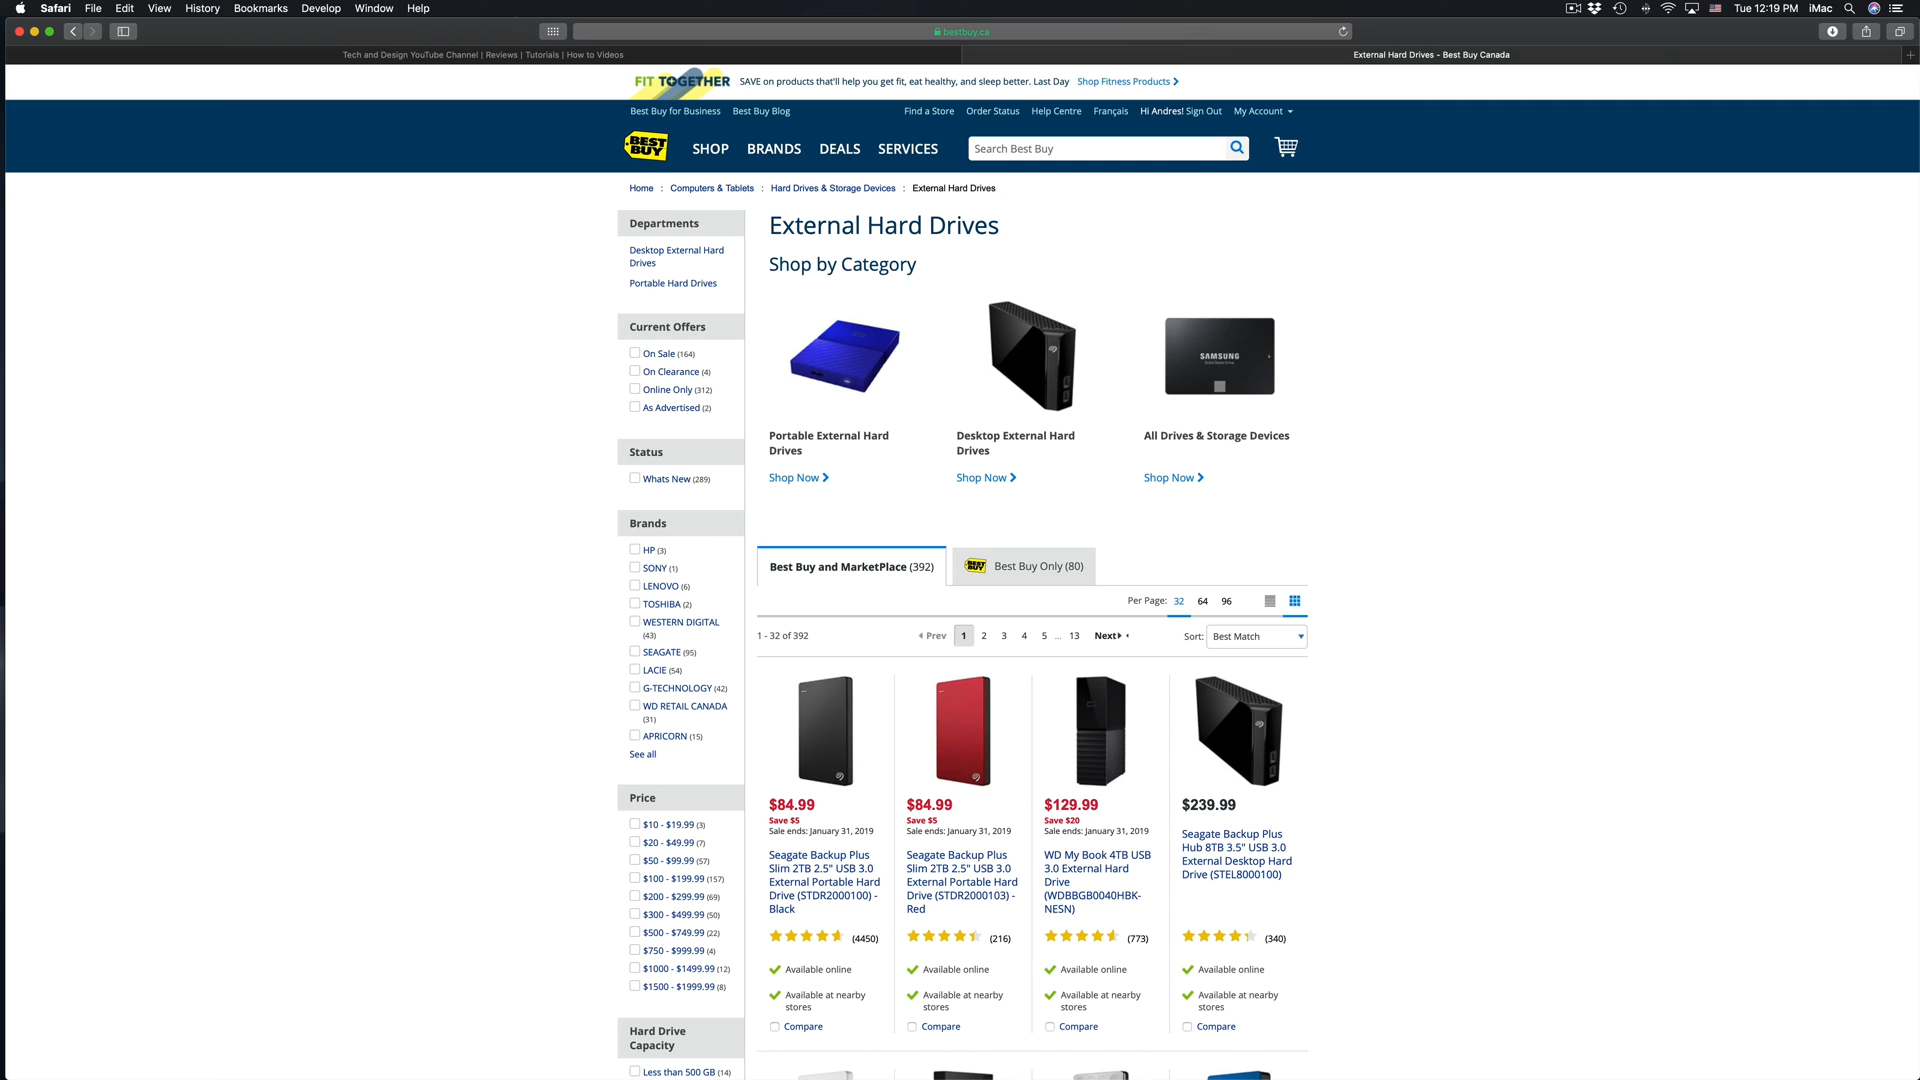 Safari File Edit View History Bookmarks Develop Window Help Tue 12:19 PM iMac
bestbuy.ca
Tech and Design YouTube Channel | Reviews | Tutorials | How to Videos External Hard Drives - Best Buy Canada
FIT TOGETHER SAVE on products that'll help you get fit, eat healthy, and sleep better. Last Day Shop Fitness Products
Best Buy for Business Best Buy Blog Find a Store Order Status Help Centre Français Hi Andres! Sign Out My Account
BEST BUY SHOP BRANDS DEALS SERVICES Search Best Buy
Home : Computers & Tablets : Hard Drives & Storage Devices : External Hard Drives
Departments
Desktop External Hard
Drives
Portable Hard Drives
Current Offers
On Sale (164)
On Clearance (4)
Online Only (312)
As Advertised (2)
Status
Whats New (289)
Brands
HP (3)
SONY (1)
LENOVO (6)
TOSHIBA (2)
WESTERN DIGITAL
(43)
SEAGATE (95)
LACIE (54)
G-TECHNOLOGY (42)
WD RETAIL CANADA
(31)
APRICORN (15)
See all
Price
$10 - $19.99 (3)
$20 - $49.99 (7)
$50 - $99.99 (57)
$100 - $199.99 (157)
$200 - $299.99 (69)
$300 - $499.99 (50)
$500 - $749.99 (22)
$750 - $999.99 (4)
$1000 - $1499.99 (12)
$1500 - $1999.99 (8)
Hard Drive
Capacity
Less than 500 GB (14)
External Hard Drives
Shop by Category
SAMSUNG
Portable External Hard
Drives
Shop Now
Desktop External Hard
Drives
Shop Now
All Drives & Storage Devices
Shop Now
Best Buy and MarketPlace (392) BEST BUY Best Buy Only (80)
Per Page: 32 64 96
1 - 32 of 392 Prev 1 2 3 4 5 ... 13 Next Sort: Best Match
$84.99
Save $5
Sale ends: January 31, 2019
Seagate Backup Plus
Slim 2TB 2.5" USB 3.0
External Portable Hard
Drive (STDR2000100) -
Black
(4450)
Available online
Available at nearby
stores
Compare
$84.99
Save $5
Sale ends: January 31, 2019
Seagate Backup Plus
Slim 2TB 2.5" USB 3.0
External Portable Hard
Drive (STDR2000103) -
Red
(216)
Available online
Available at nearby
stores
Compare
$129.99
Save $20
Sale ends: January 31, 2019
WD My Book 4TB USB
3.0 External Hard
Drive
(WDBBGB0040HBK-
NESN)
(773)
Available online
Available at nearby
stores
Compare
$239.99
Seagate Backup Plus
Hub 8TB 3.5" USB 3.0
External Desktop Hard
Drive (STEL8000100)
(340)
Available online
Available at nearby
stores
Compare